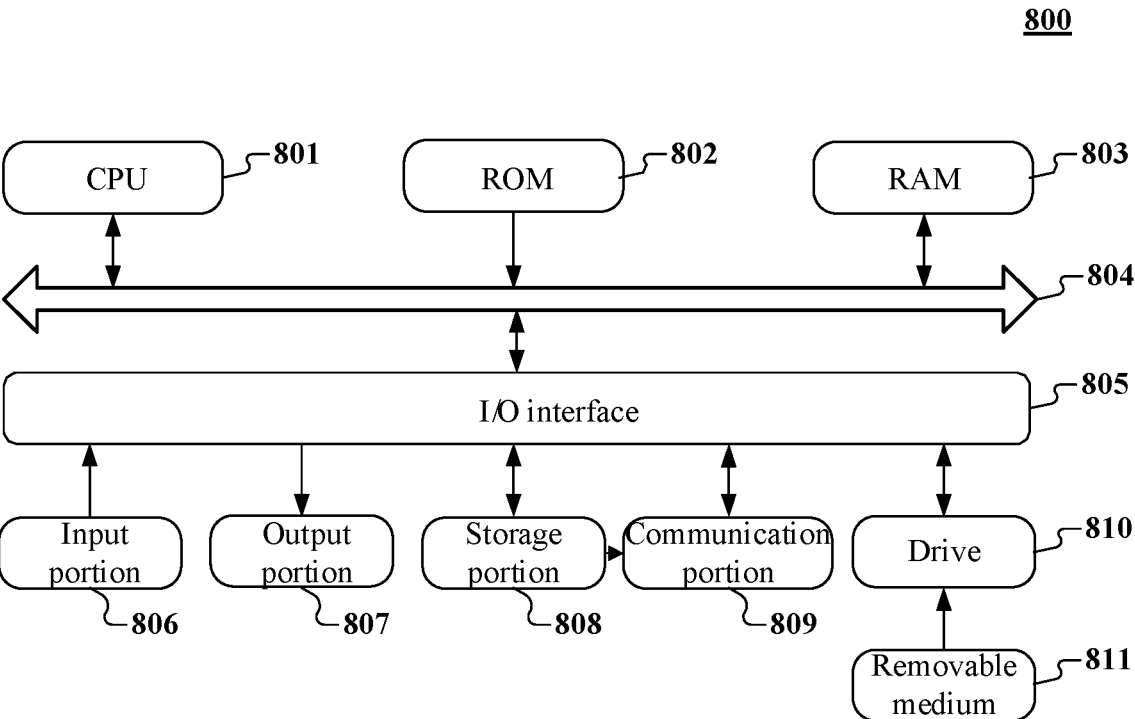 800
CPU
801
ROM
802
RAM
803
804
I/O interface
805
Input
portion
806
Output
portion
807
Storage
portion
808
Communication
portion
809
Drive
810
Removable
medium
811